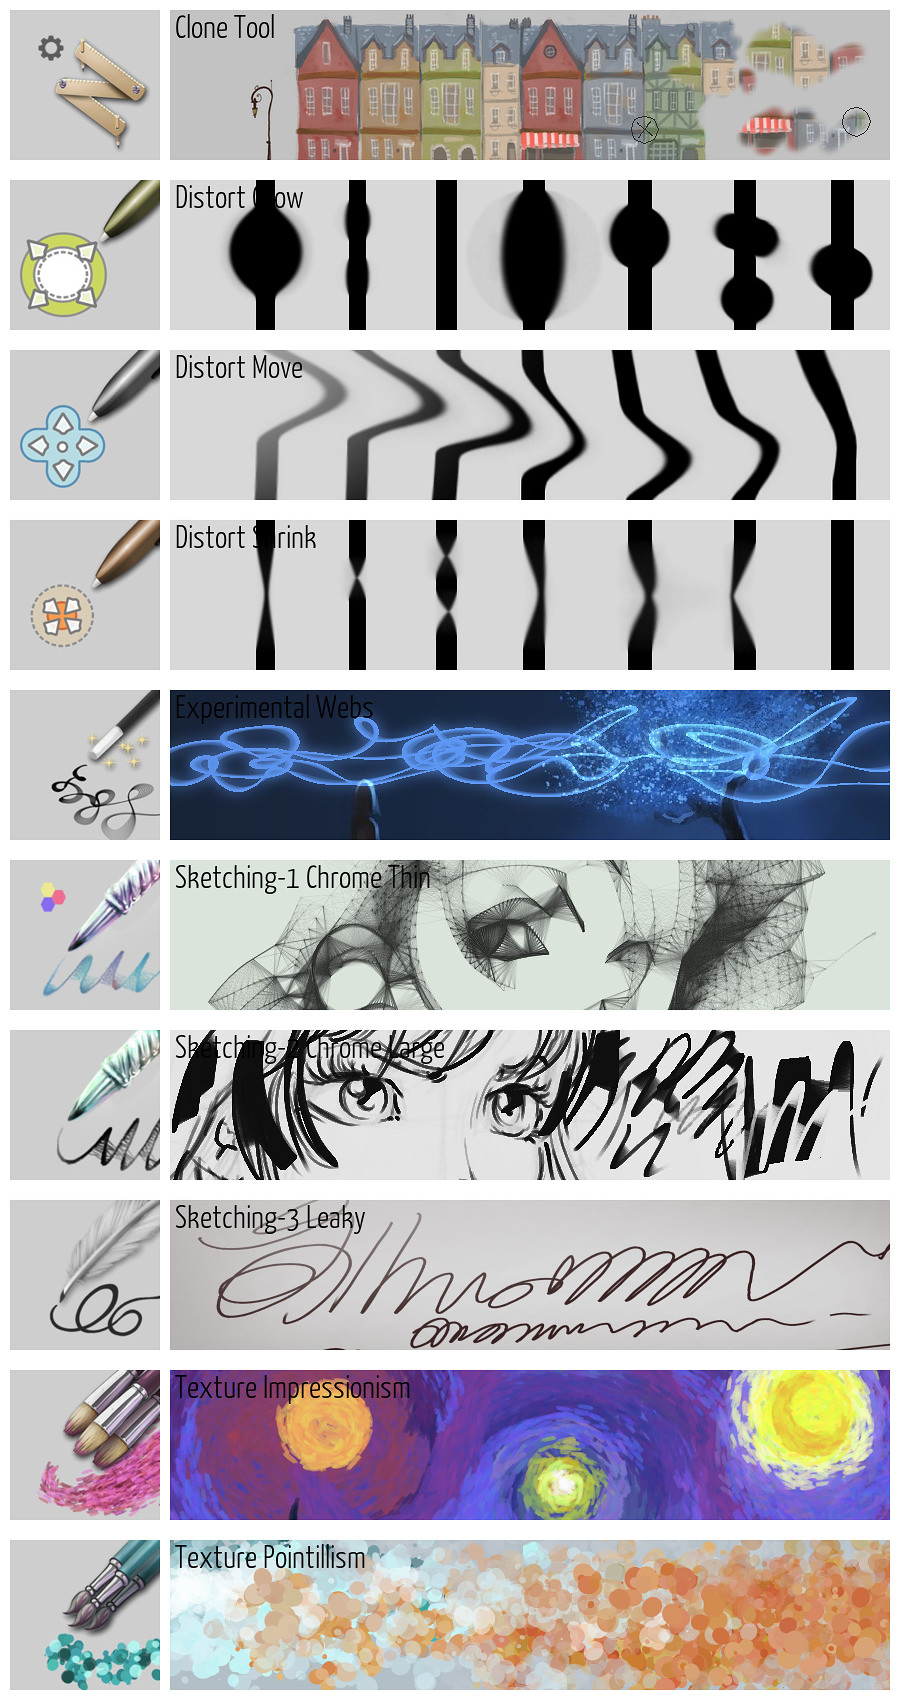 Clone Tool
Distort Grow
Distort Move
Distort Shrink
Experimental Webs
Sketching-1 Chrome Thin
Sketching-2 Chrome Large
Sketching-3 Leaky
Texture Impressionism
Texture Pointillism